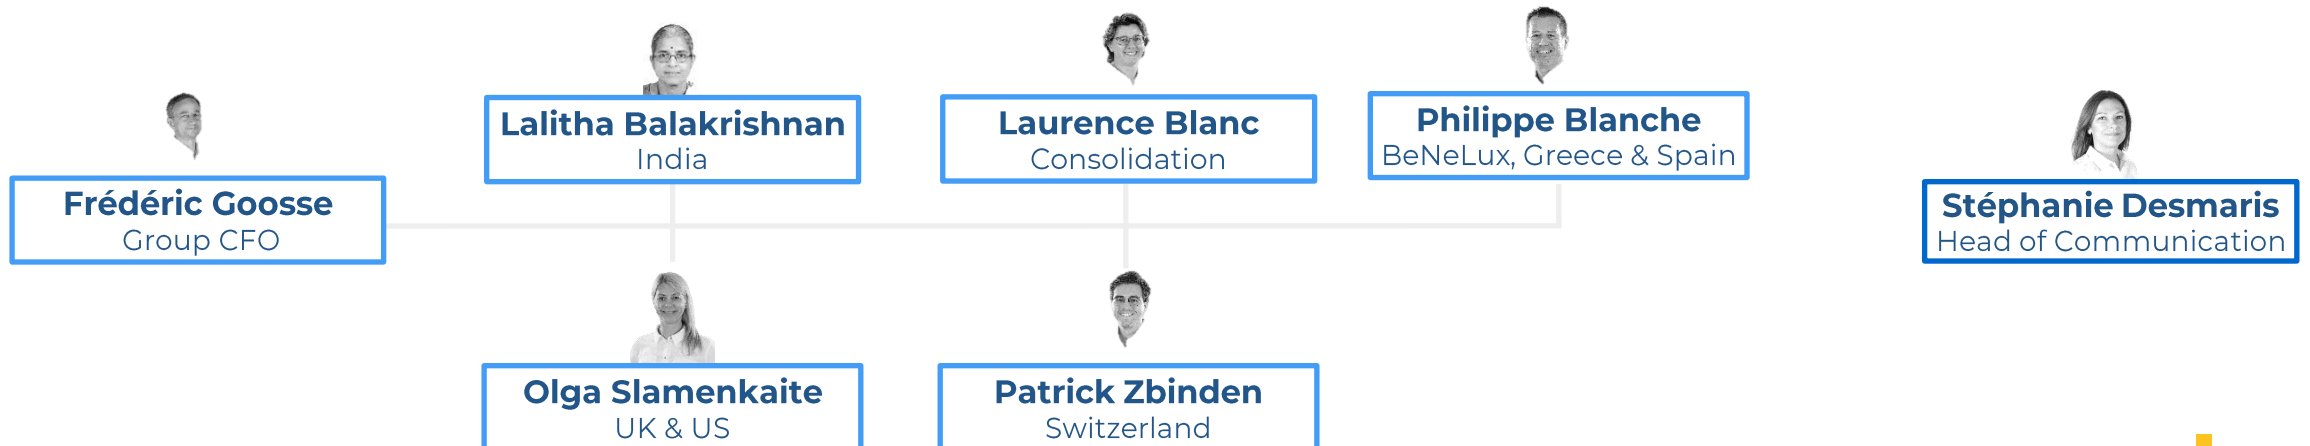 Frédéric Goosse
Group CFO
Lalitha Balakrishnan
India
Laurence Blanc
Consolidation
Philippe Blanche
BeNeLux, Greece & Spain
Olga Slamenkaite
UK & US
Patrick Zbinden
Switzerland
Stéphanie Desmaris
Head of Communication